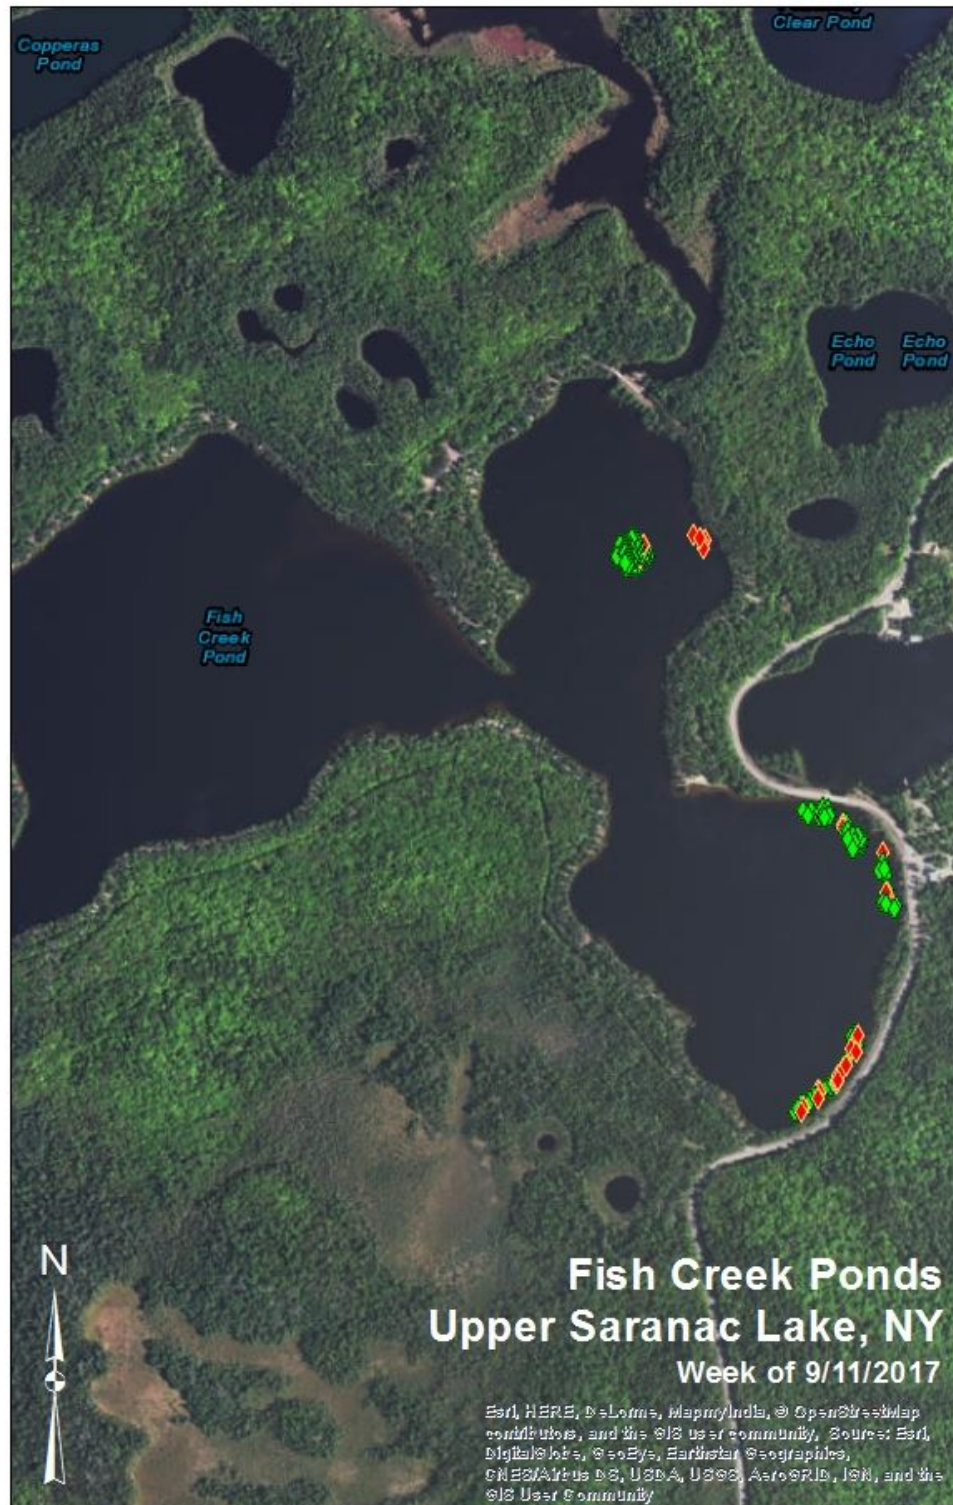 Copperas
Pond
Clear Pond
Echo
Pond
Echo
Pond
Fish
Creek
Pond
N
Fish Creek Ponds
Upper Saranac Lake, NY
Week of 9/11/2017
Esri, HERE, DeLorme, MapmyIndia, © OpenStreetMap
contributors, and the GIS user community, Source: Esri,
DigitalGlobe, GeoEye, Earthstar Geographics,
CNES/Airbus DS, USDA, USGS, AeroGRID, IGN, and the
GIS User Community